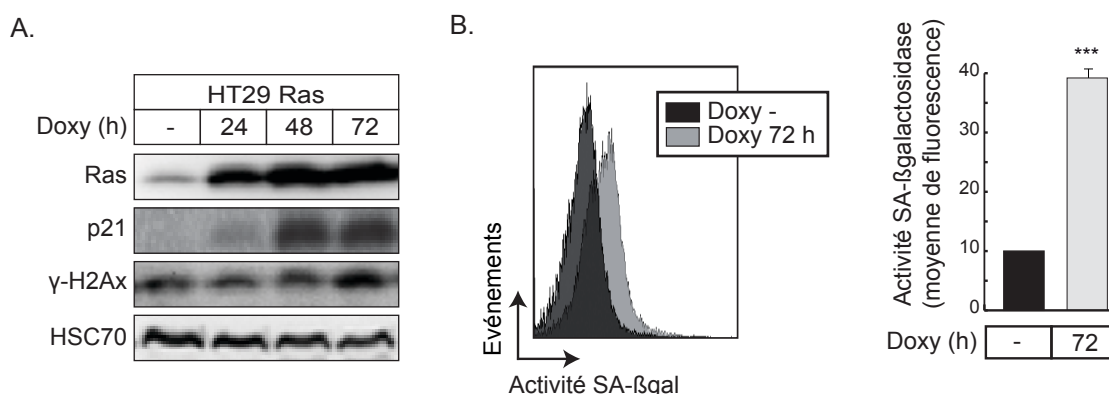 A.
HT29 Ras
Doxy (h) - 24 48 72
Ras
p21
γ-H2Ax
HSC70
B.
Doxy -
Doxy 72 h
Evénements
Activité SA-ßgal
Activité SA-ßgalactosidase
(moyenne de fluorescence)
***
40
30
20
10
0
Doxy (h) - 72